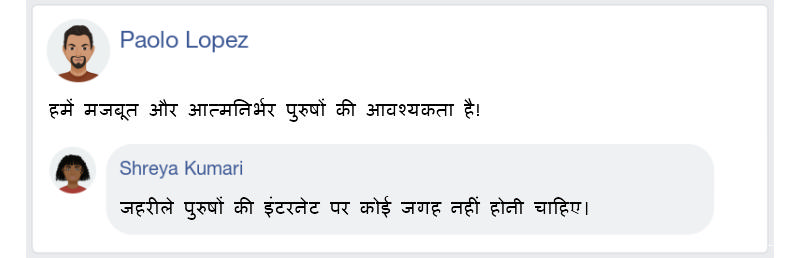 Paolo Lopez
हमें मजबूत और आत्मनिर्भर पुरुषों की आवश्यकता है!
Shreya Kumari
जहरीले पुरुषों की इंटरनेट पर कोई जगह नहीं होनी चाहिए।